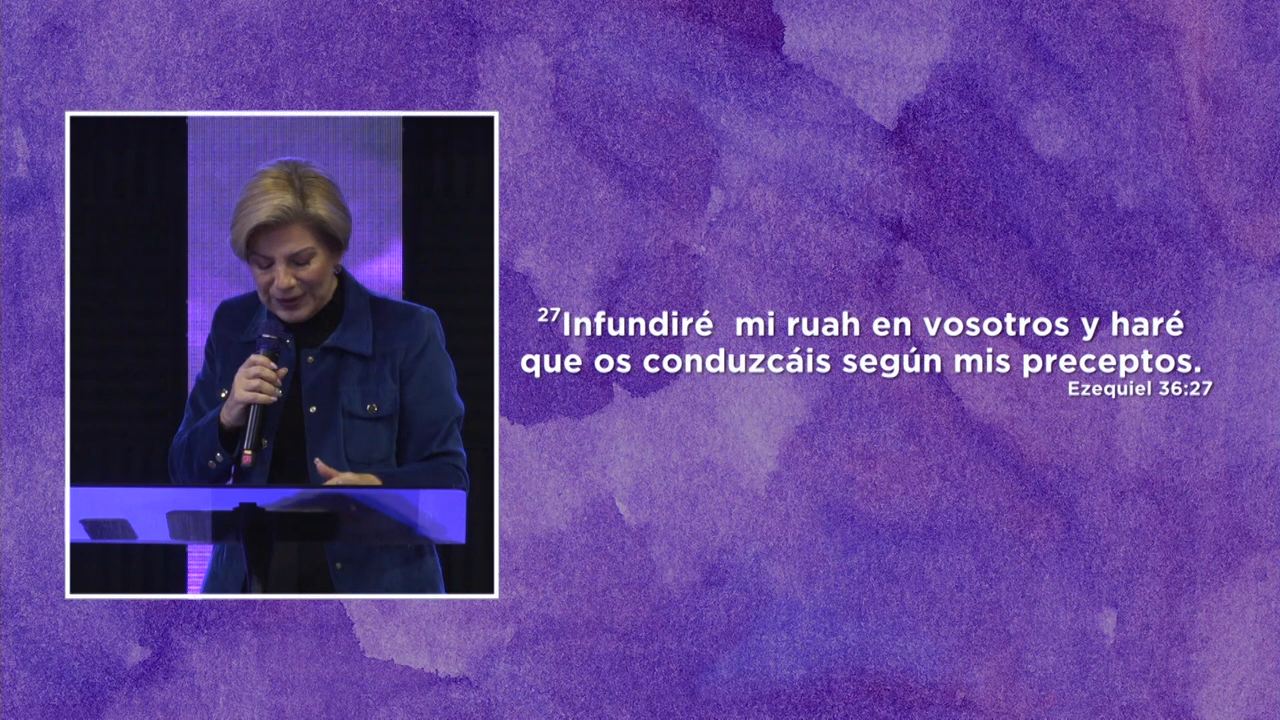 27Infundiré mi ruah en vosotros y haré
que os conduzcáis según mis preceptos.
Ezequiel 36:27